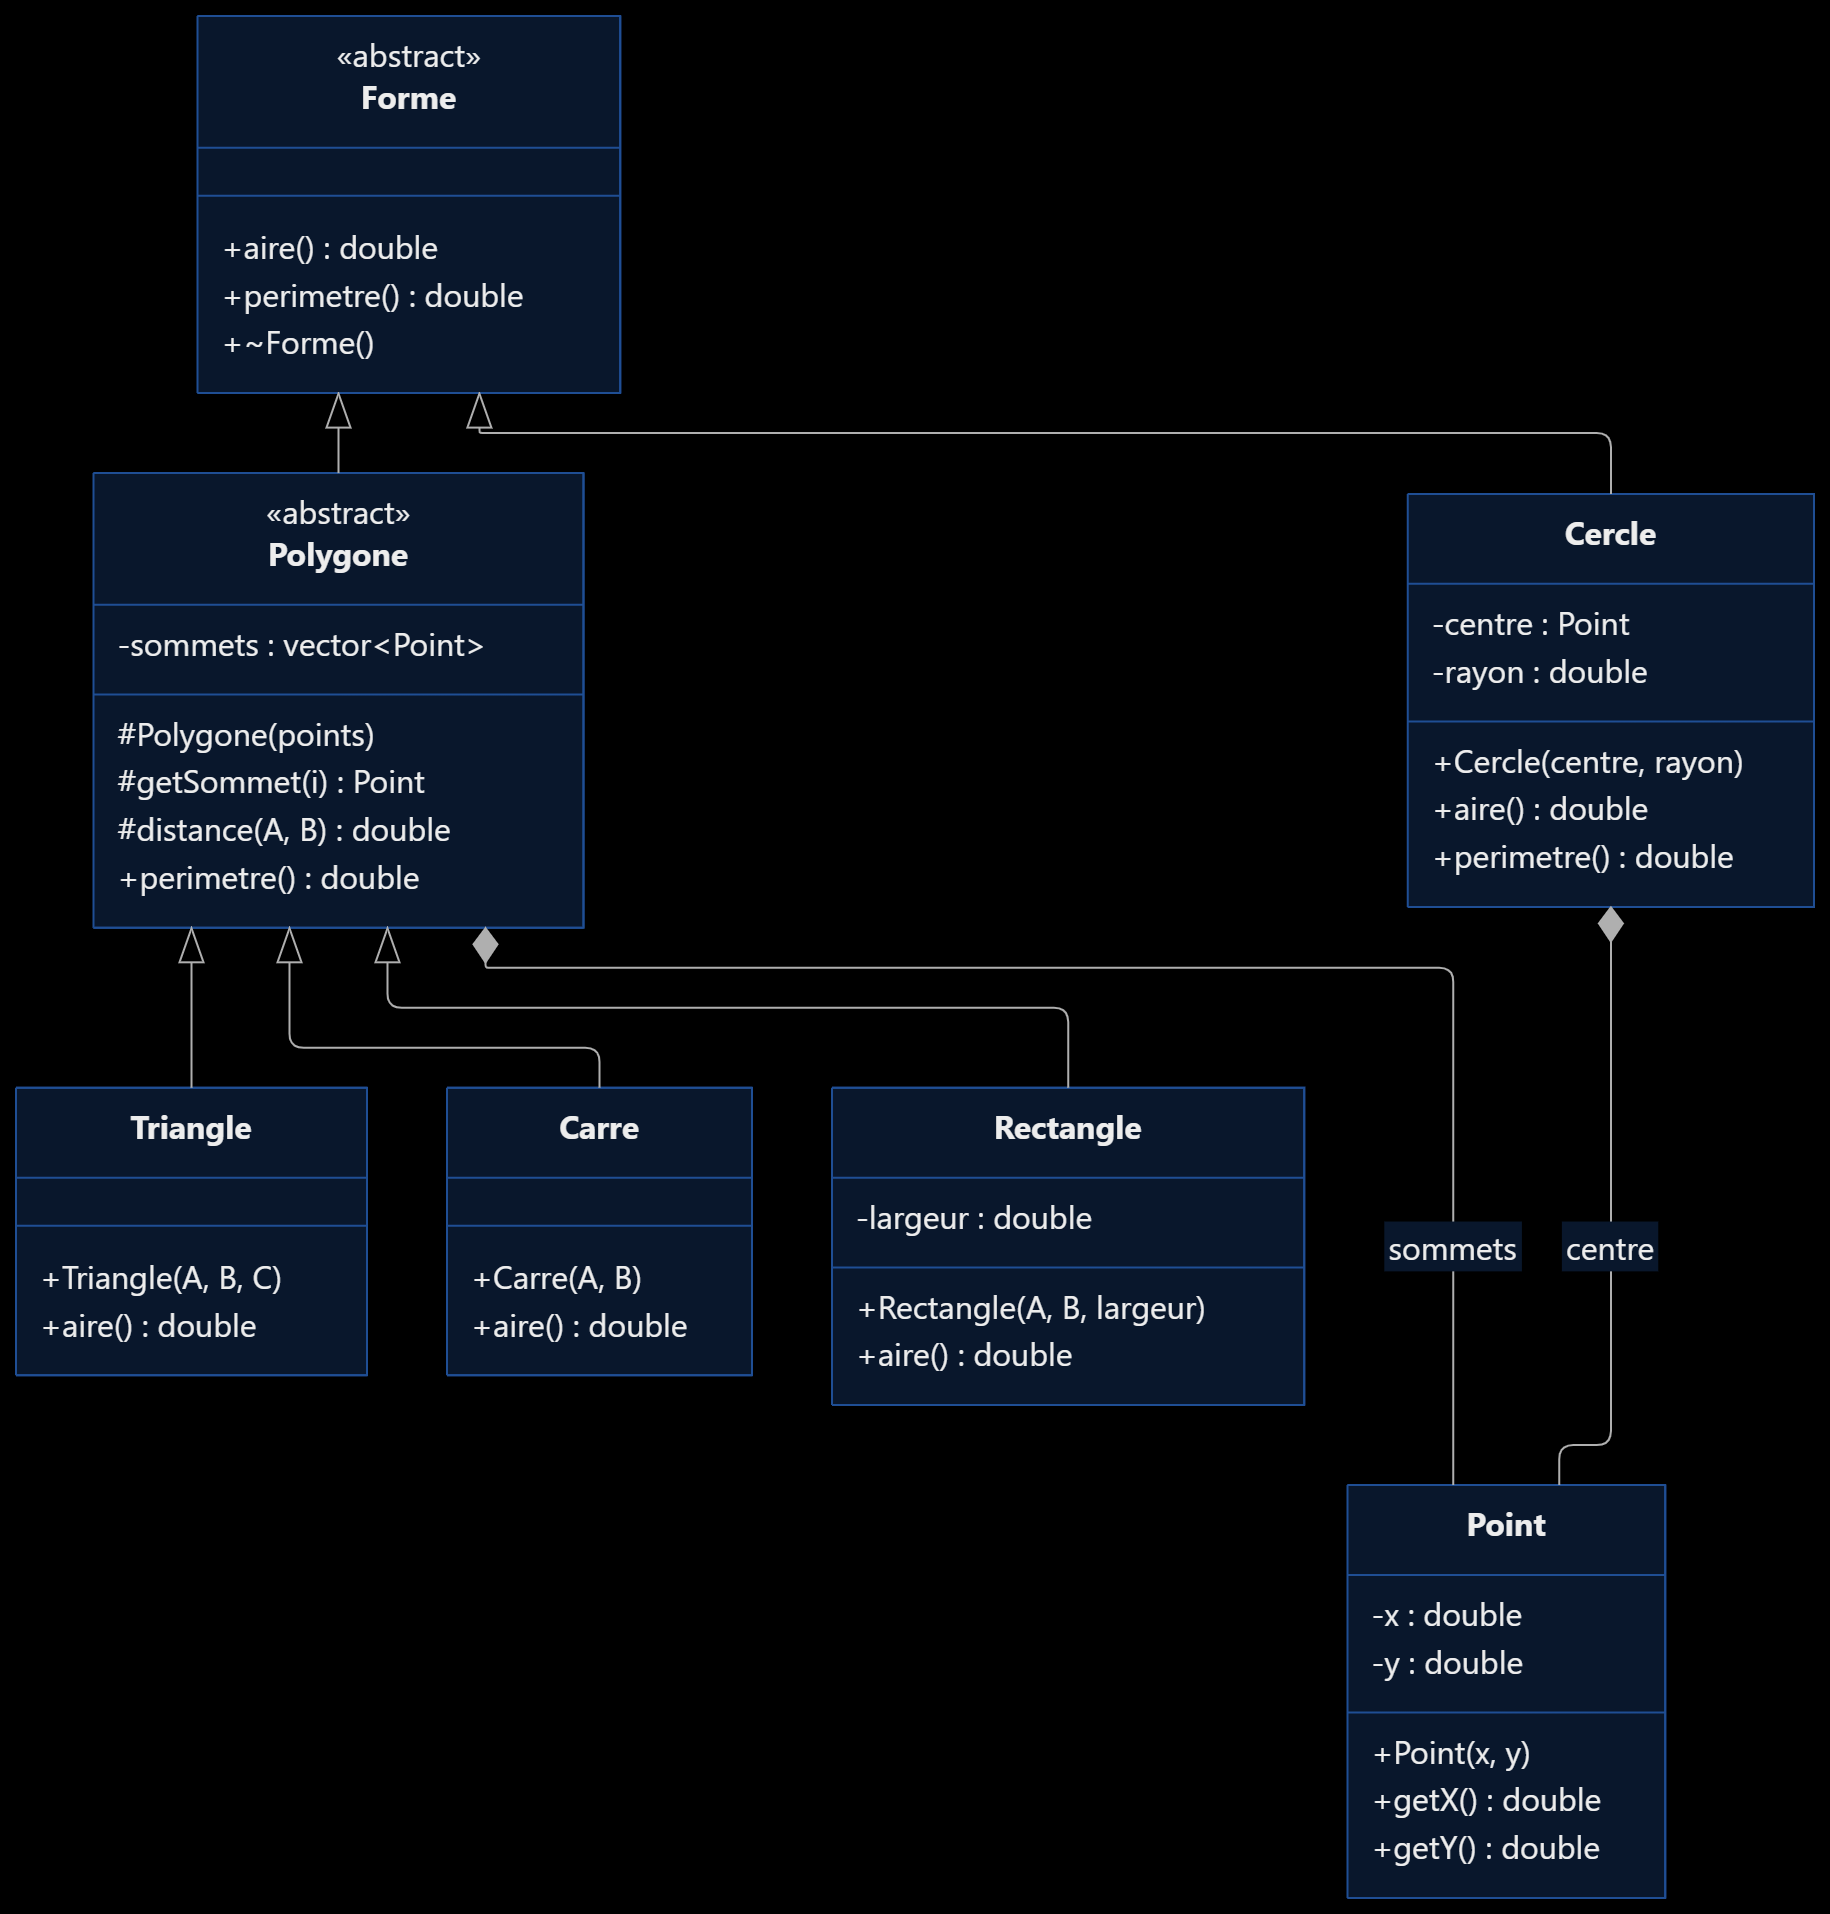 «abstract»
Forme
+aire() : double
+perimetre() : double
+~Forme()
«abstract»
Polygone
-sommets : vector<Point>
#Polygone(points)
#getSommet(i) : Point
#distance(A, B) : double
+perimetre() : double
Cercle
-centre : Point
-rayon : double
+Cercle(centre, rayon)
+aire() : double
+perimetre() : double
Triangle
+Triangle(A, B, C)
+aire() : double
Carre
+Carre(A, B)
+aire() : double
Rectangle
-largeur : double
+Rectangle(A, B, largeur)
+aire() : double
sommets
centre
Point
-x : double
-y : double
+Point(x, y)
+getX() : double
+getY() : double